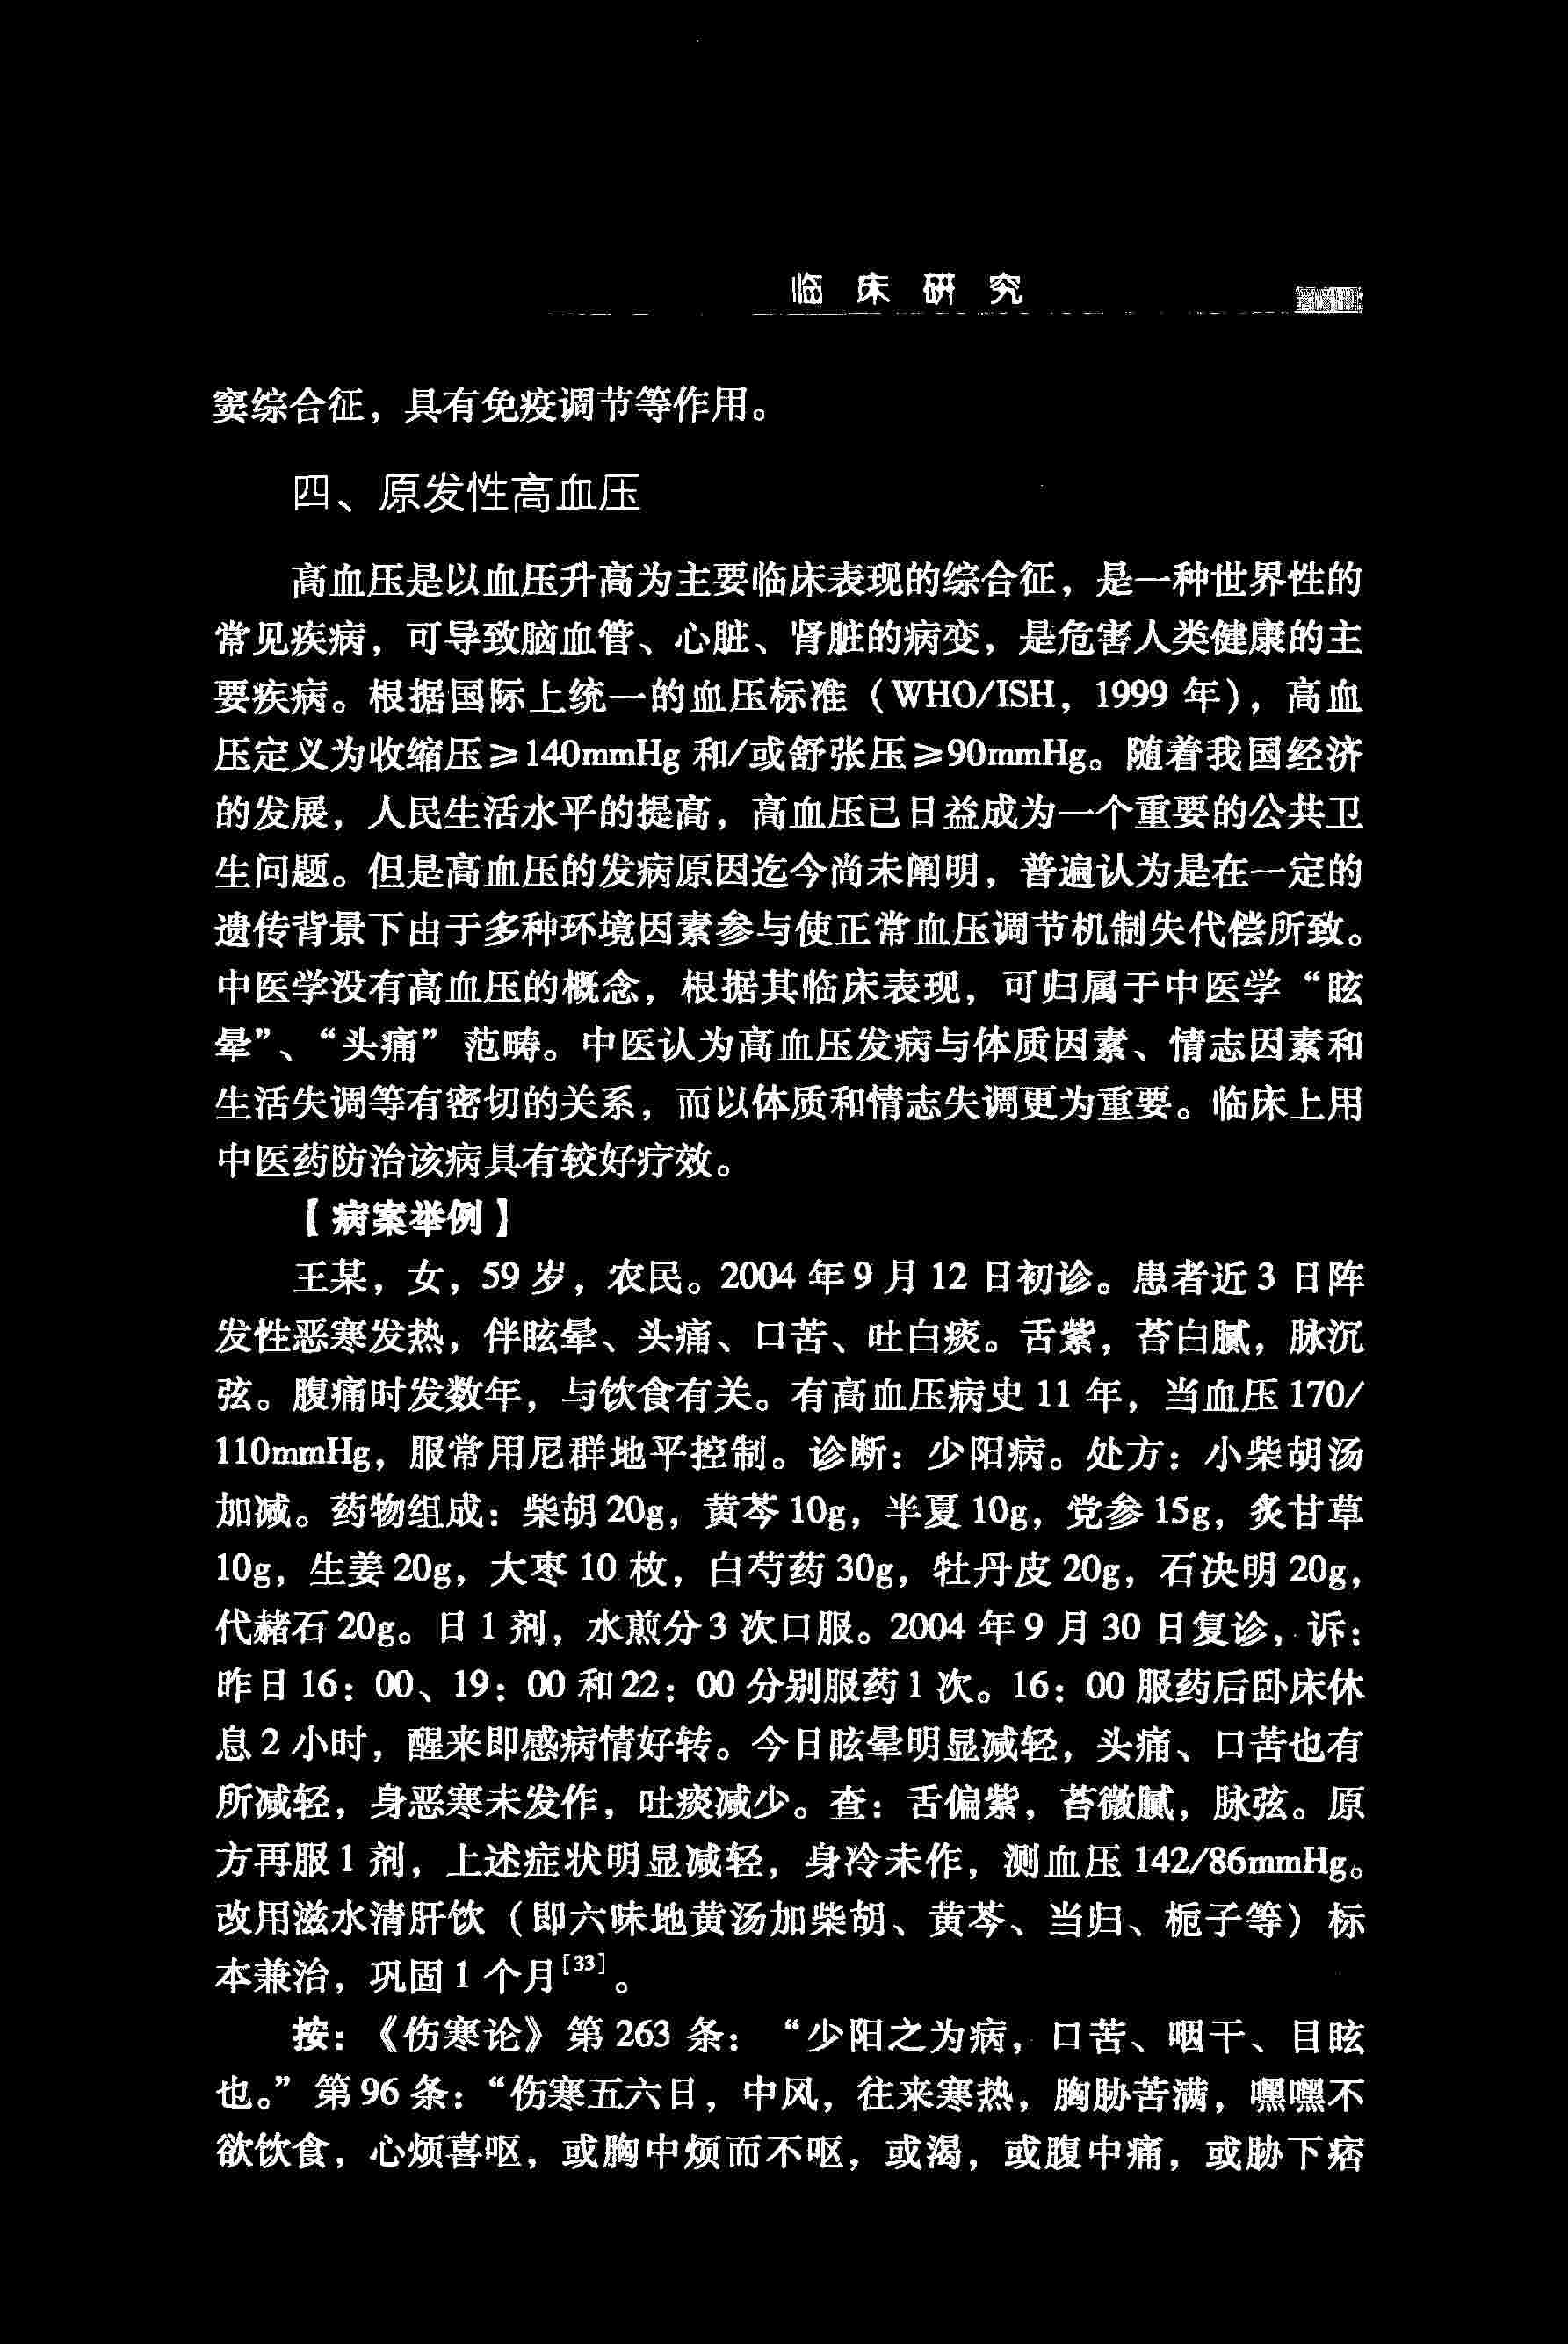 临床研究
窦综合征，具有免疫调节等作用。
四、原发性高血压
高血压是以血压升高为主要临床表现的综合征，是一种世界性的
常见疾病，可导致脑血管、心脏、肾脏的病变，是危害人类健康的主
要疾病。根据国际上统一的血压标准（WHO/ISH，1999 年），高血
压定义为收缩压≥140mmHg 和/或舒张压≥90mmHg。随着我国经济
的发展，人民生活水平的提高，高血压已日益成为一个重要的公共卫
生问题。但是高血压的发病原因迄今尚未阐明，普遍认为是在一定的
遗传背景下由于多种环境因素参与使正常血压调节机制失代偿所致。
中医学没有高血压的概念，根据其临床表现，可归属于中医学“眩
晕”、“头痛”范畴。中医认为高血压发病与体质因素、情志因素和
生活失调等有密切的关系，而以体质和情志失调更为重要。临床上用
中医药防治该病具有较好疗效。
【病案举例】
王某，女，59 岁，农民。2004 年 9 月 12 日初诊。患者近 3 日阵
发性恶寒发热，伴眩晕、头痛、口苦、吐白痰。舌紫，苔白腻，脉沉
弦。腹痛时发数年，与饮食有关。有高血压病史 11 年，当血压 170/
110mmHg，服常用尼群地平控制。诊断：少阳病。处方：小柴胡汤
加减。药物组成：柴胡 20g，黄芩 10g，半夏 10g，党参 15g，炙甘草
10g，生姜 20g，大枣 10 枚，白芍药 30g，牡丹皮 20g，石决明 20g，
代赭石 20g。日 1 剂，水煎分 3 次口服。2004 年 9 月 30 日复诊，诉：
昨日 16：00、19：00 和 22：00 分别服药 1 次。16：00 服药后卧床休
息 2 小时，醒来即感病情好转。今日眩晕明显减轻，头痛、口苦也有
所减轻，身恶寒未发作，吐痰减少。查：舌偏紫，苔微腻，脉弦。原
方再服 1 剂，上述症状明显减轻，身冷未作，测血压 142/86mmHg。
改用滋水清肝饮（即六味地黄汤加柴胡、黄芩、当归、栀子等）标
本兼治，巩固 1 个月[33]。
按：《伤寒论》第 263 条：“少阳之为病，口苦、咽干、目眩
也。”第 96 条：“伤寒五六日，中风，往来寒热，胸胁苦满，嘿嘿不
欲饮食，心烦喜呕，或胸中烦而不呕，或渴，或腹中痛，或胁下痞